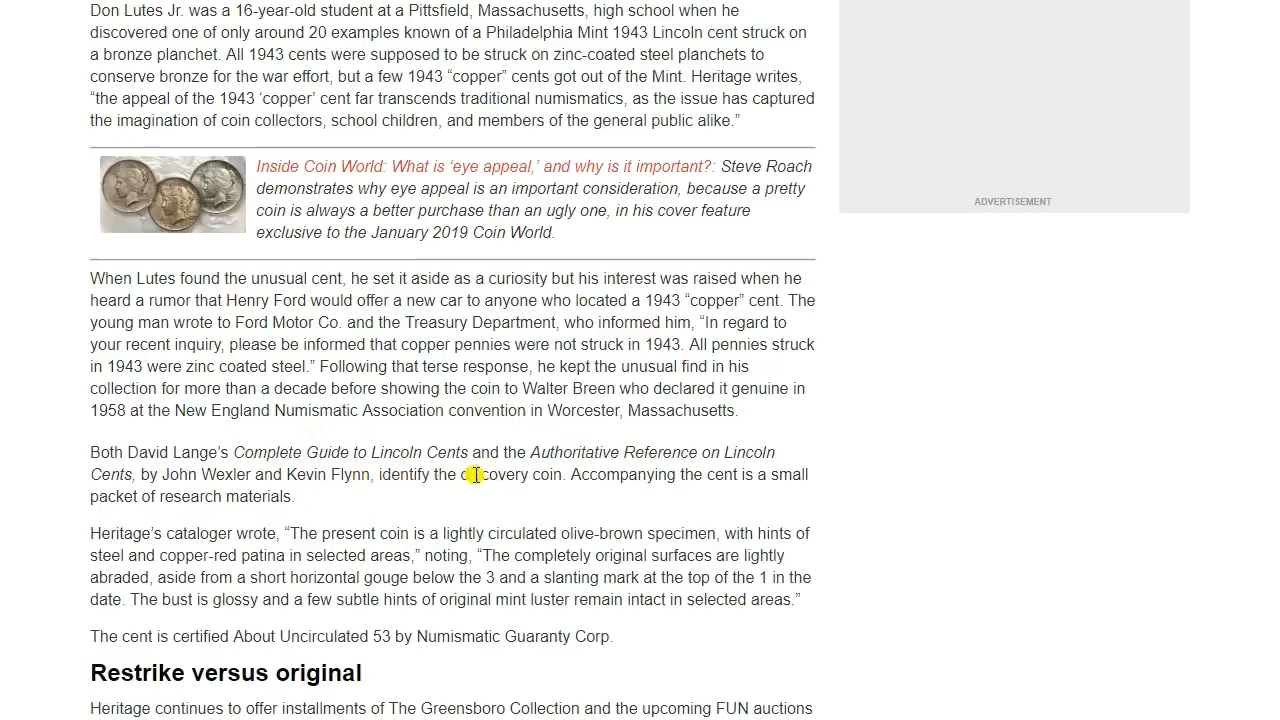 Don Lutes Jr. was a 16-year-old student at a Pittsfield, Massachusetts, high school when he
discovered one of only around 20 examples known of a Philadelphia Mint 1943 Lincoln cent struck on
a bronze planchet. All 1943 cents were supposed to be struck on zinc-coated steel planchets to
conserve bronze for the war effort, but a few 1943 “copper” cents got out of the Mint. Heritage writes,
“the appeal of the 1943 ‘copper’ cent far transcends traditional numismatics, as the issue has captured
the imagination of coin collectors, school children, and members of the general public alike.”
ADVERTISEMENT
Inside Coin World: What is ‘eye appeal,’ and why is it important?: Steve Roach
demonstrates why eye appeal is an important consideration, because a pretty
coin is always a better purchase than an ugly one, in his cover feature
exclusive to the January 2019 Coin World.
When Lutes found the unusual cent, he set it aside as a curiosity but his interest was raised when he
heard a rumor that Henry Ford would offer a new car to anyone who located a 1943 “copper” cent. The
young man wrote to Ford Motor Co. and the Treasury Department, who informed him, “In regard to
your recent inquiry, please be informed that copper pennies were not struck in 1943. All pennies struck
in 1943 were zinc coated steel.” Following that terse response, he kept the unusual find in his
collection for more than a decade before showing the coin to Walter Breen who declared it genuine in
1958 at the New England Numismatic Association convention in Worcester, Massachusetts.
Both David Lange’s Complete Guide to Lincoln Cents and the Authoritative Reference on Lincoln
Cents, by John Wexler and Kevin Flynn, identify the discovery coin. Accompanying the cent is a small
packet of research materials.
Heritage’s cataloger wrote, “The present coin is a lightly circulated olive-brown specimen, with hints of
steel and copper-red patina in selected areas,” noting, “The completely original surfaces are lightly
abraded, aside from a short horizontal gouge below the 3 and a slanting mark at the top of the 1 in the
date. The bust is glossy and a few subtle hints of original mint luster remain intact in selected areas.”
The cent is certified About Uncirculated 53 by Numismatic Guaranty Corp.
Restrike versus original
Heritage continues to offer installments of The Greensboro Collection and the upcoming FUN auctions